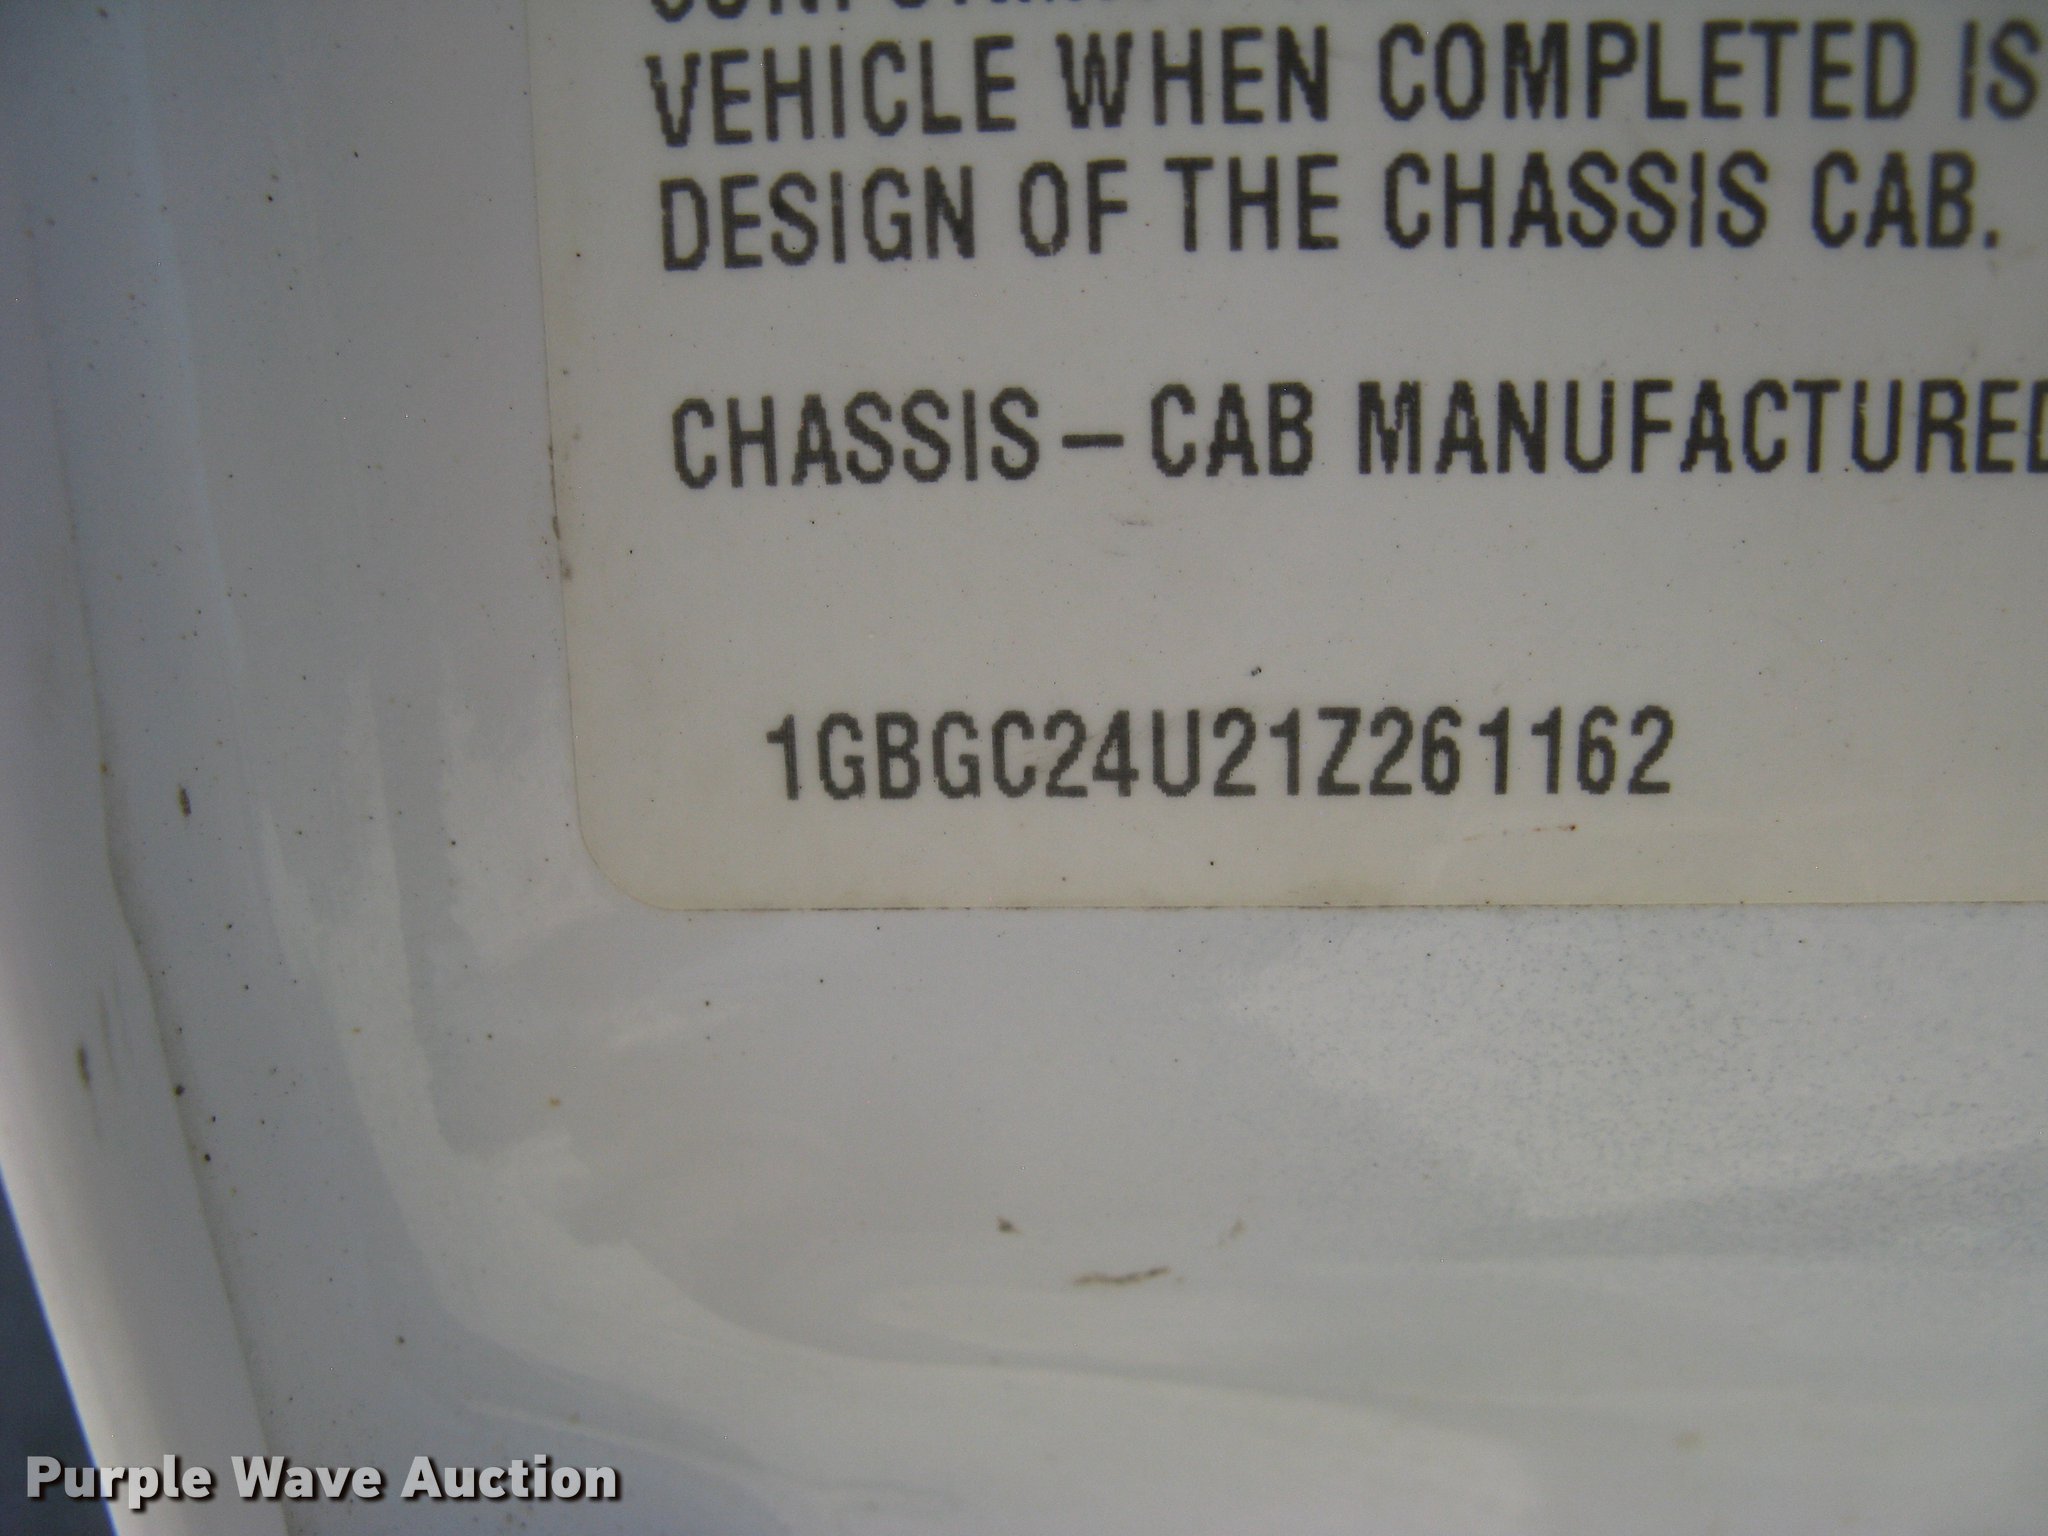 VEHICLE WHEN COMPLETED IS
DESIGN OF THE CHASSIS CAB.
CHASSIS – CAB MANUFACTURED
1GBGC24U21Z261162
Purple Wave Auction